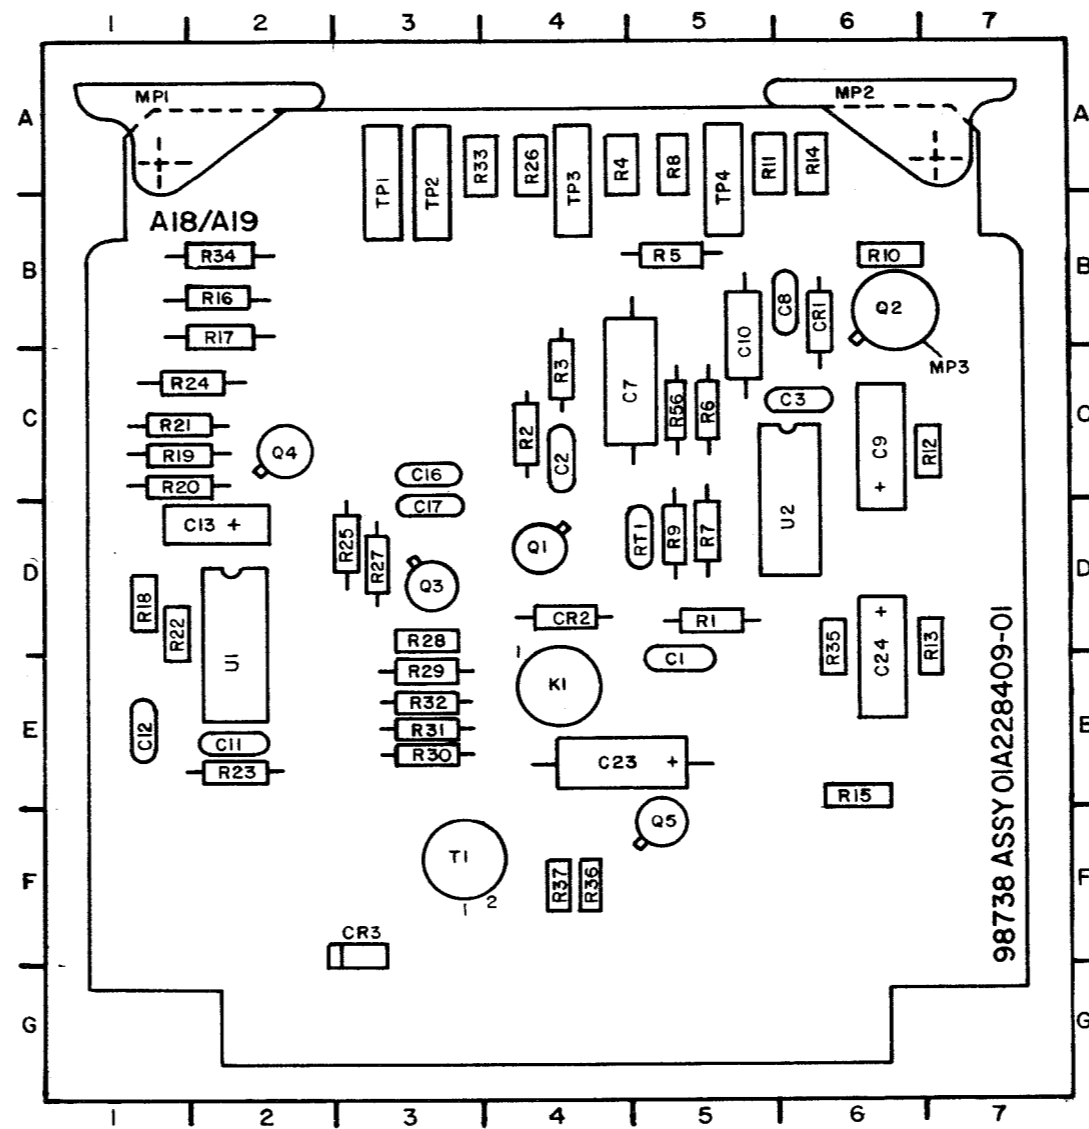 1 2 3 4 5 6 7
MP1 MP2
A A
TP1 TP2 R33 R26 TP3 R4 R8 TP4 R11 R14
A18/A19
B R34 R5 R10 B
R16 C8 CR1 Q2
R17 C10
R3 MP3
R24 C7
C R21 R2 R56 R6 C3 C9 R12 C
R19 Q4 C2 +
R20 C16
C17
C13 + R25 R27 Q1 RT1 R9 R7 U2
D Q3 D
R18 CR2 R1 +
R22 R28 R35 C24 R13
U1 R29 1 K1 C1
R32
E C12 C11 R31 E
R23 R30 C23 +
R15
Q5
T1
F R37 R36 F
1 2
98738 ASSY 01A228409-01
CR3
G G
1 2 3 4 5 6 7